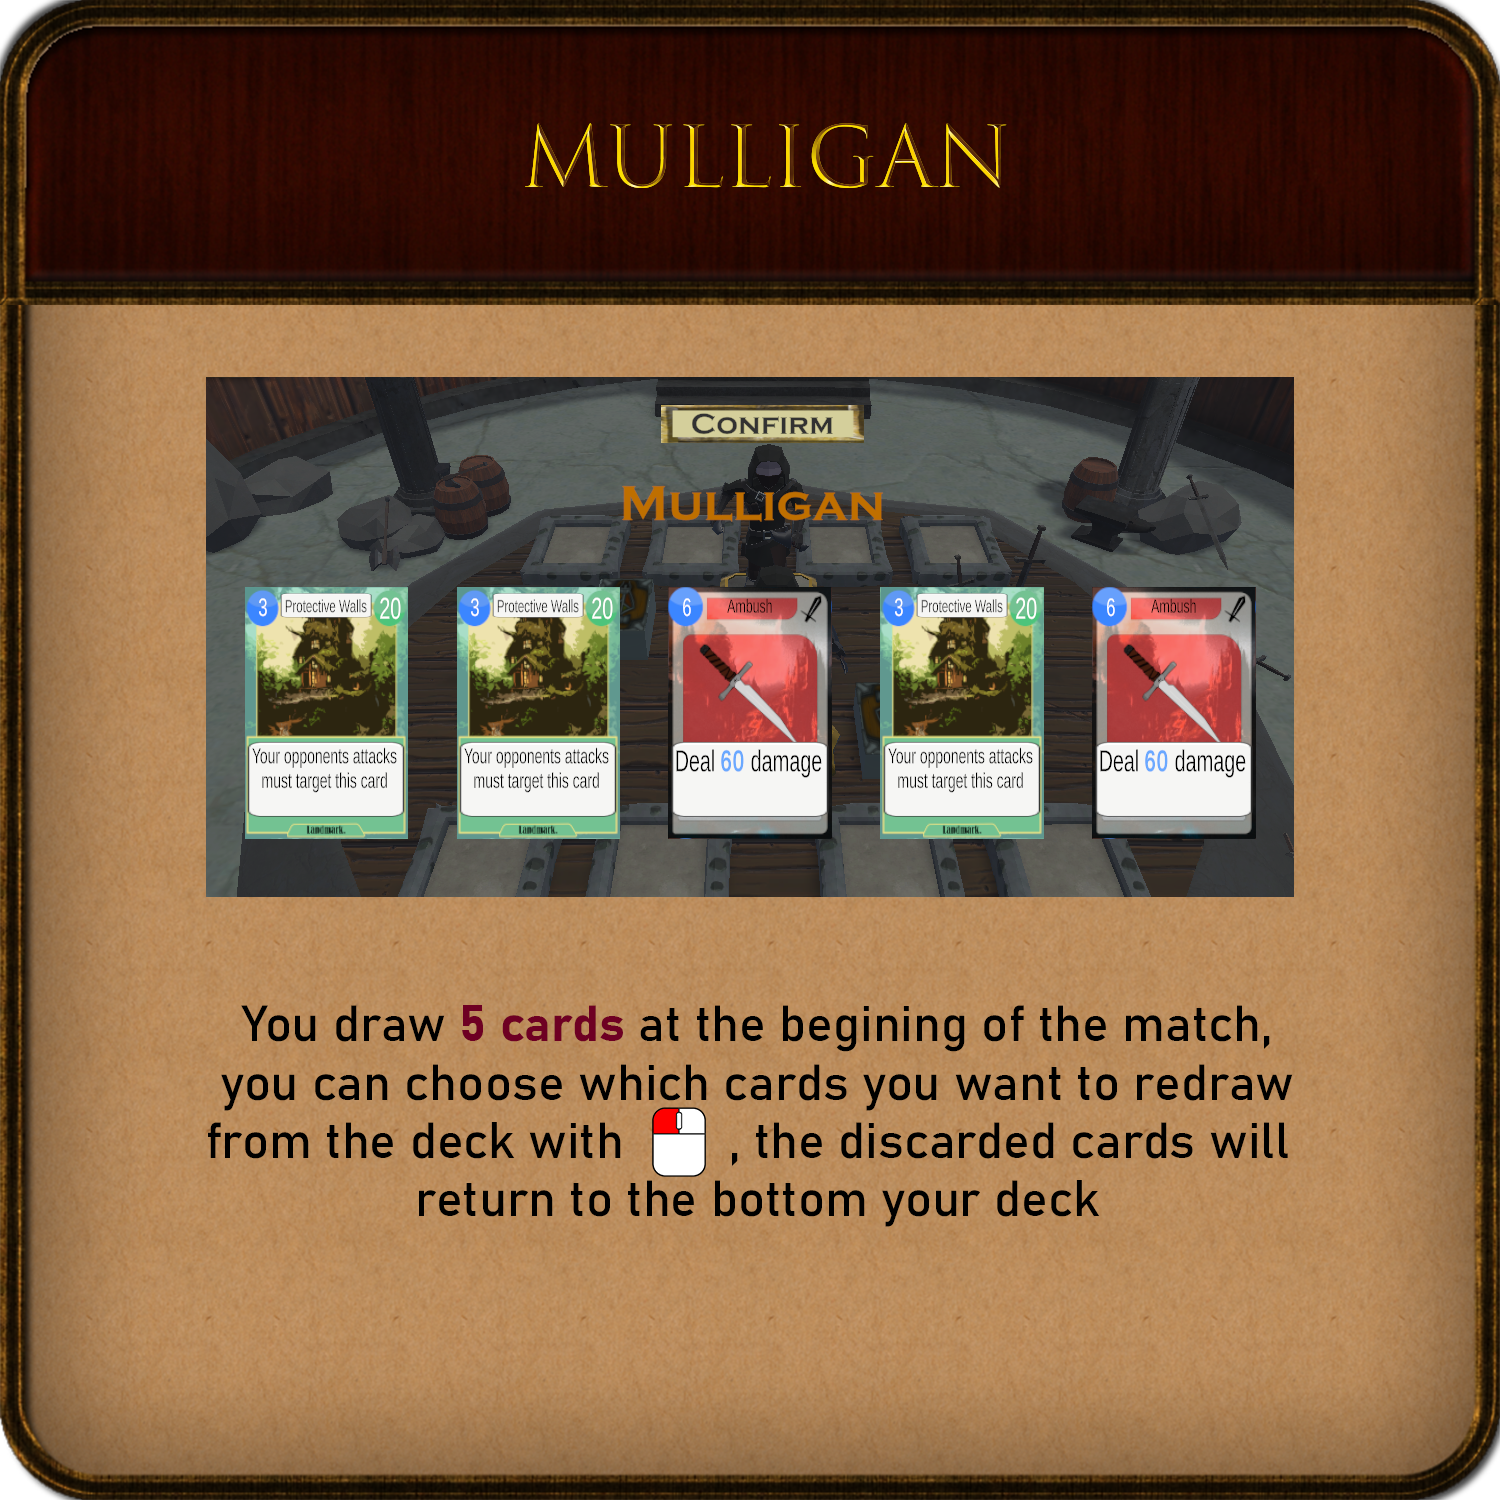 MULLIGAN
CONFIRM
MULLIGAN
3 Protective Walls 20
Your opponents attacks
must target this card
Landmark.
3 Protective Walls 20
Your opponents attacks
must target this card
Landmark.
6 Ambush
Deal 60 damage
3 Protective Walls 20
Your opponents attacks
must target this card
Landmark.
6 Ambush
Deal 60 damage
You draw 5 cards at the begining of the match,
you can choose which cards you want to redraw
from the deck with , the discarded cards will
return to the bottom your deck